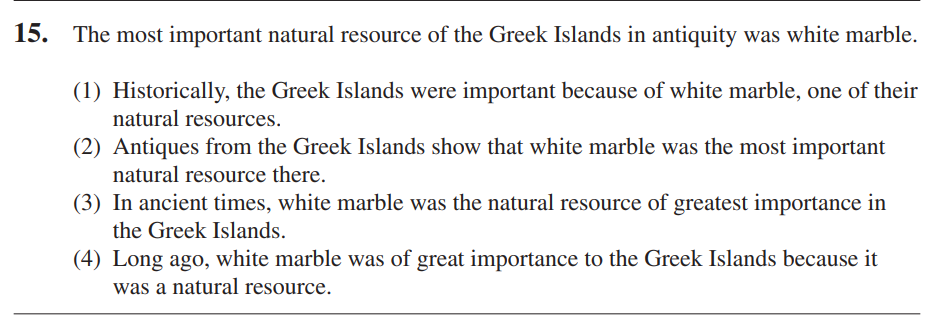 15. The most important natural resource of the Greek Islands in antiquity was white marble.
(1) Historically, the Greek Islands were important because of white marble, one of their
natural resources.
(2) Antiques from the Greek Islands show that white marble was the most important
natural resource there.
(3) In ancient times, white marble was the natural resource of greatest importance in
the Greek Islands.
(4) Long ago, white marble was of great importance to the Greek Islands because it
was a natural resource.